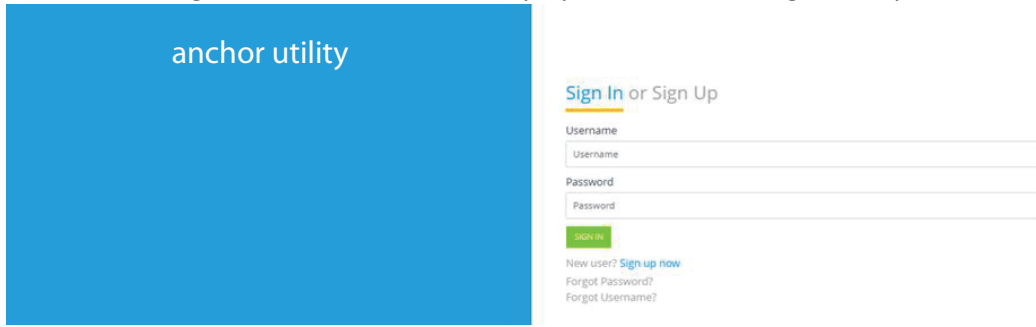 anchor utility
Sign In or Sign Up
Username
Username
Password
Password
SIGN IN
New user? Sign up now
Forgot Password?
Forgot Username?